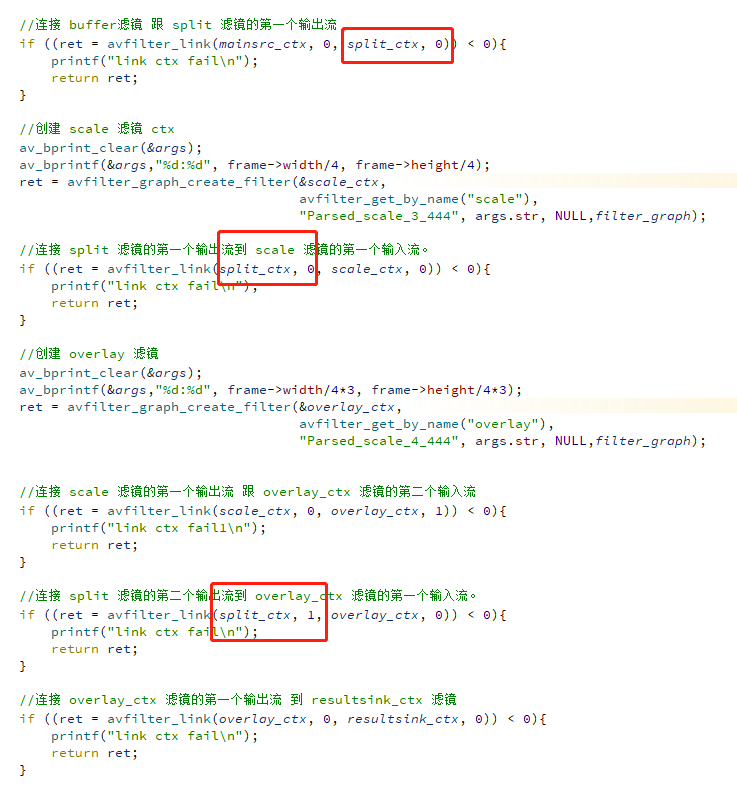 //连接 buffer滤镜 跟 split 滤镜的第一个输出流
if ((ret = avfilter_link(mainsrc_ctx, 0, split_ctx, 0)) < 0){
    printf("link ctx fail\n");
    return ret;
}
//创建 scale 滤镜 ctx
av_bprint_clear(&args);
av_bprintf(&args,"%d:%d", frame->width/4, frame->height/4);
ret = avfilter_graph_create_filter(&scale_ctx,
                                   avfilter_get_by_name("scale"),
                                   "Parsed_scale_3_444", args.str, NULL,filter_graph);
//连接 split 滤镜的第一个输出流到 scale 滤镜的第一个输入流。
if ((ret = avfilter_link(split_ctx, 0, scale_ctx, 0)) < 0){
    printf("link ctx fail\n");
    return ret;
}
//创建 overlay 滤镜
av_bprint_clear(&args);
av_bprintf(&args,"%d:%d", frame->width/4*3, frame->height/4*3);
ret = avfilter_graph_create_filter(&overlay_ctx,
                                   avfilter_get_by_name("overlay"),
                                   "Parsed_scale_4_444", args.str, NULL,filter_graph);
//连接 scale 滤镜的第一个输出流 跟 overlay_ctx 滤镜的第二个输入流
if ((ret = avfilter_link(scale_ctx, 0, overlay_ctx, 1)) < 0){
    printf("link ctx fail1\n");
    return ret;
}
//连接 split 滤镜的第二个输出流到 overlay_ctx 滤镜的第一个输入流。
if ((ret = avfilter_link(split_ctx, 1, overlay_ctx, 0)) < 0){
    printf("link ctx fail\n");
    return ret;
}
//连接 overlay_ctx 滤镜的第一个输出流 到 resultsink_ctx 滤镜
if ((ret = avfilter_link(overlay_ctx, 0, resultsink_ctx, 0)) < 0){
    printf("link ctx fail\n");
    return ret;
}